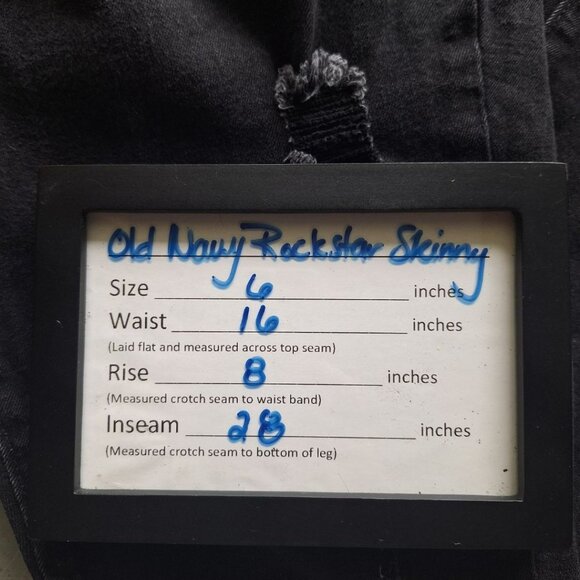 Old Navy Rockstar Skinny
Size 6 inches
Waist 16 inches
(Laid flat and measured across top seam)
Rise 8 inches
(Measured crotch seam to waist band)
Inseam 28 inches
(Measured crotch seam to bottom of leg)